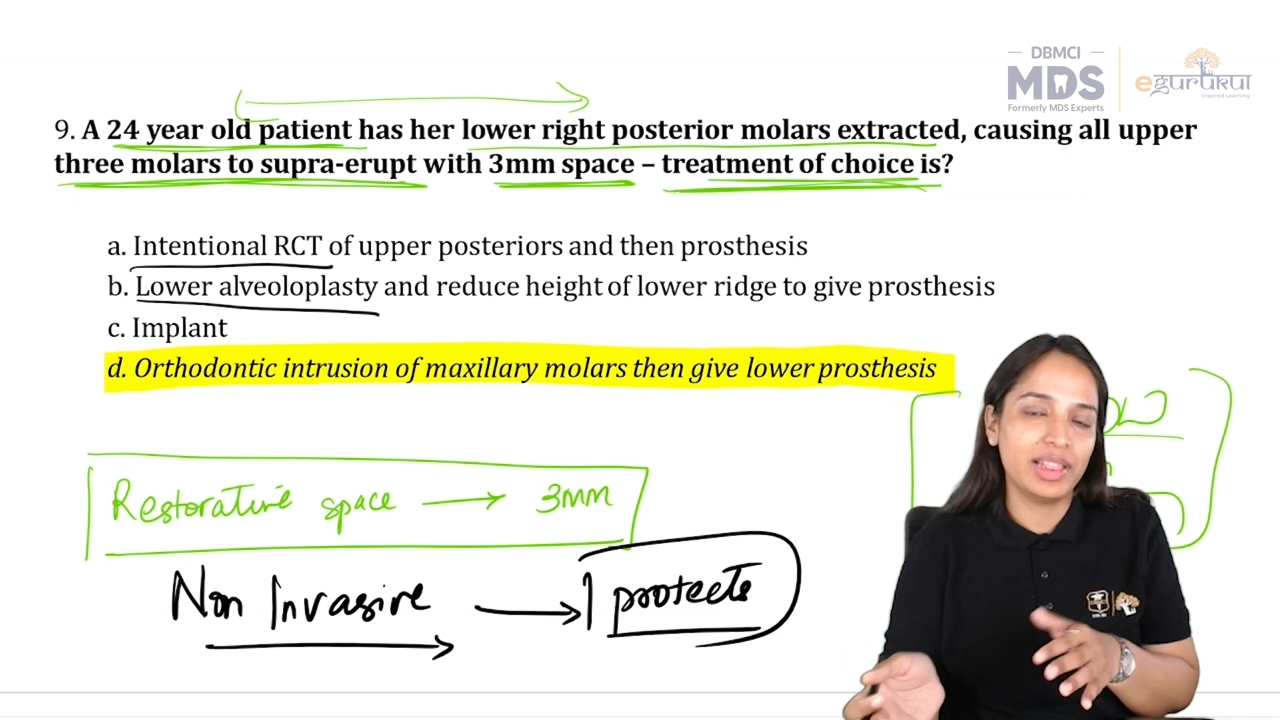 DBMCI
MDS
Formerly MDS Experts
egurukul
Inspired Learning
9. A 24 year old patient has her lower right posterior molars extracted, causing all upper
three molars to supra-erupt with 3mm space – treatment of choice is?
a. Intentional RCT of upper posteriors and then prosthesis
b. Lower alveoloplasty and reduce height of lower ridge to give prosthesis
c. Implant
d. Orthodontic intrusion of maxillary molars then give lower prosthesis
Restorative space → 3mm
Non Invasive → protects